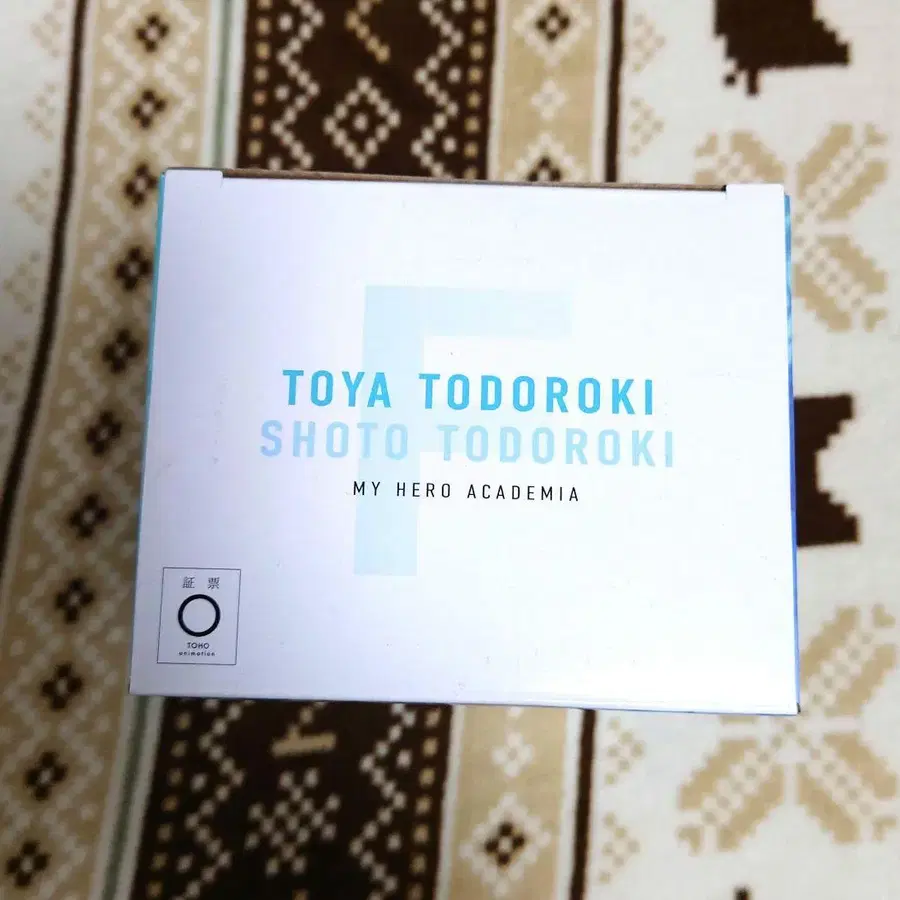 F
TOYA TODOROKI
SHOTO TODOROKI
MY HERO ACADEMIA
証 票
TOHO
animation